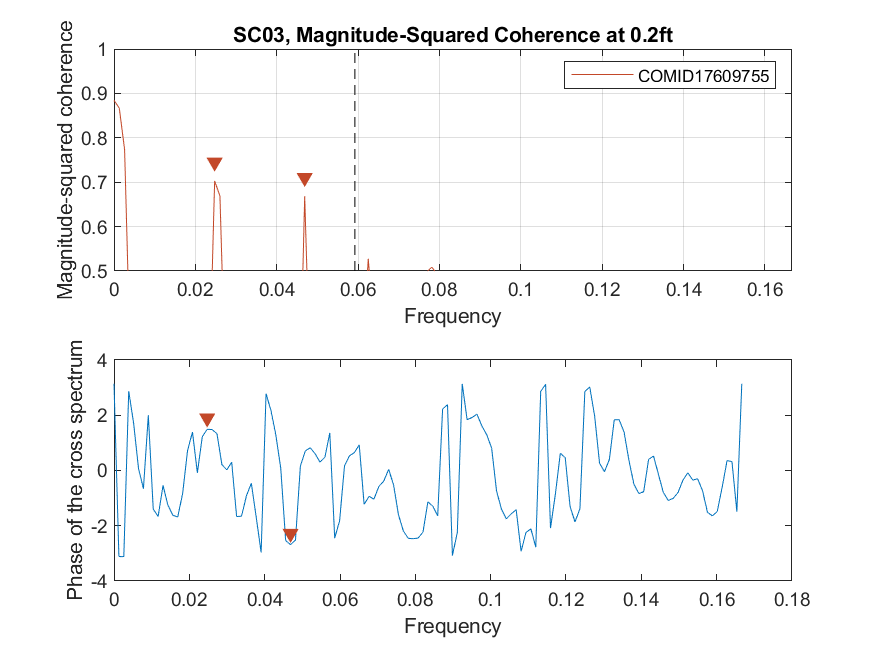 SC03, Magnitude-Squared Coherence at 0.2ft
Magnitude-squared coherence
1
0.9
0.8
0.7
0.6
0.5
COMID17609755
0 0.02 0.04 0.06 0.08 0.1 0.12 0.14 0.16
Frequency
Phase of the cross spectrum
4
2
0
-2
-4
0 0.02 0.04 0.06 0.08 0.1 0.12 0.14 0.16 0.18
Frequency